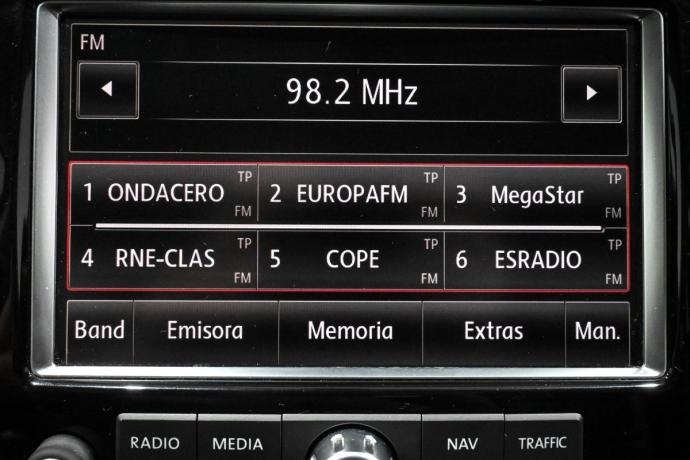 FM
98.2 MHz
1 ONDACERO TP FM
2 EUROPAFM TP FM
3 MegaStar TP FM
4 RNE-CLAS TP FM
5 COPE TP FM
6 ESRADIO TP FM
Band Emisora Memoria Extras Man.
RADIO MEDIA NAV TRAFFIC